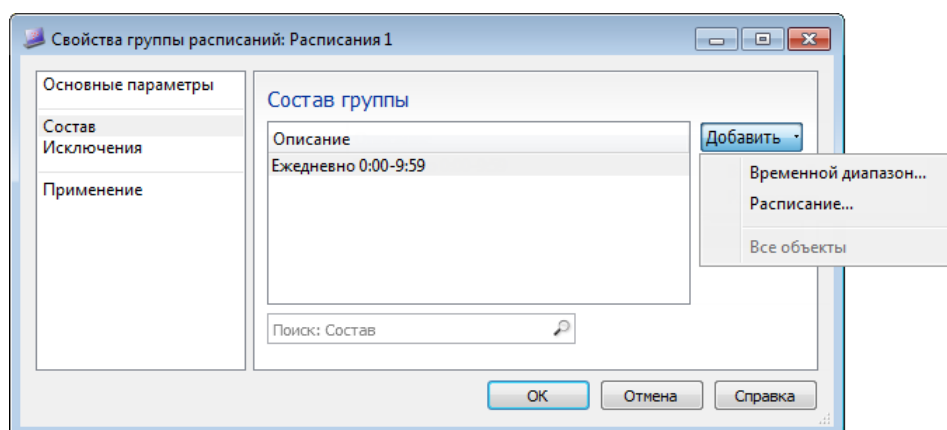 Свойства группы расписаний: Расписания 1
Основные параметры
Состав
Исключения
Применение
Состав группы
Описание
Ежедневно 0:00-9:59
Поиск: Состав
Добавить
Временной диапазон...
Расписание...
Все объекты
ОК
Отмена
Справка